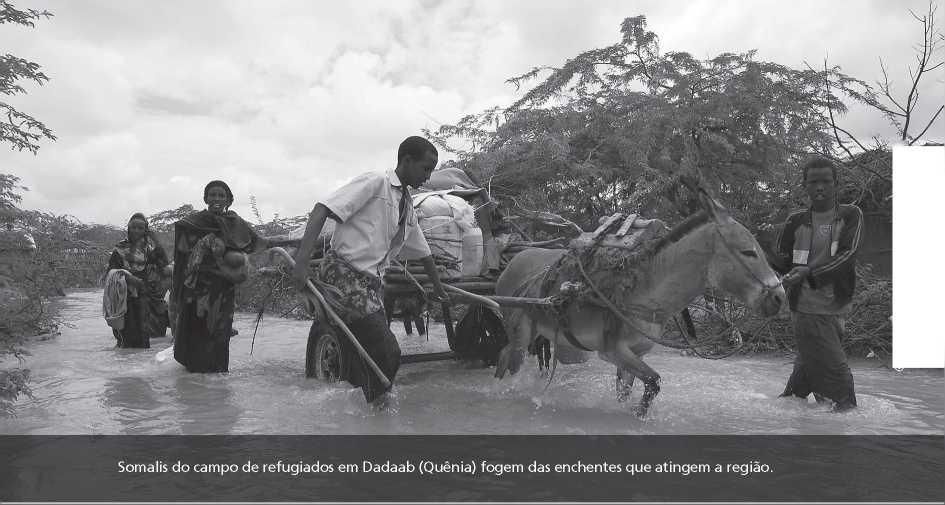 Somalis do campo de refugiados em Dadaab (Quênia) fogem das enchentes que atingem a região.